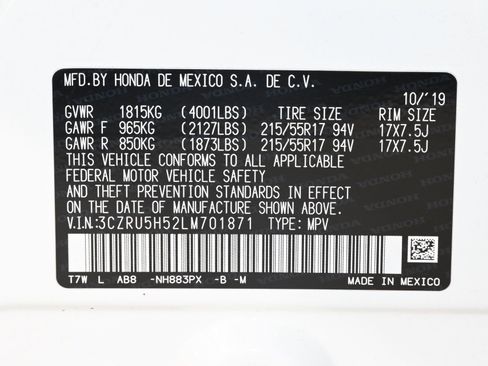 MFD.BY HONDA DE MEXICO S.A. DE C.V.
10/'19
GVWR 1815KG (4001LBS) TIRE SIZE RIM SIZE
GAWR F 965KG (2127LBS) 215/55R17 94V 17X7.5J
GAWR R 850KG (1873LBS) 215/55R17 94V 17X7.5J
THIS VEHICLE CONFORMS TO ALL APPLICABLE
FEDERAL MOTOR VEHICLE SAFETY
AND THEFT PREVENTION STANDARDS IN EFFECT
ON THE DATE OF MANUFACTURE SHOWN ABOVE.
V.I.N.:3CZRU5H52LM701871 TYPE: MPV
T7W L AB8 -NH883PX -B -M
MADE IN MEXICO